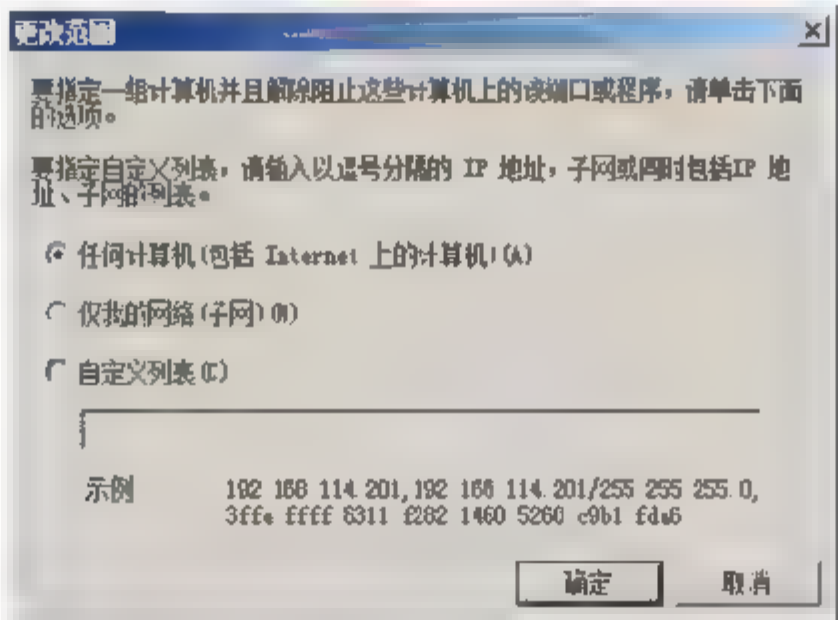 更改范围
要指定一组计算机并且解除阻止这些计算机上的该端口或程序，请单击下面
的选项。
要指定自定义列表，请输入以逗号分隔的 IP 地址，子网或同时包括IP 地
址、子网的列表。
任何计算机(包括 Internet 上的计算机)(A)
仅我的网络(子网)(N)
自定义列表(C)
示例 192 168 114.201,192 168 114.201/255 255 255.0,
3ffe ffff 8311 f282 1460 5260 c9b1 fda6
确定 取消